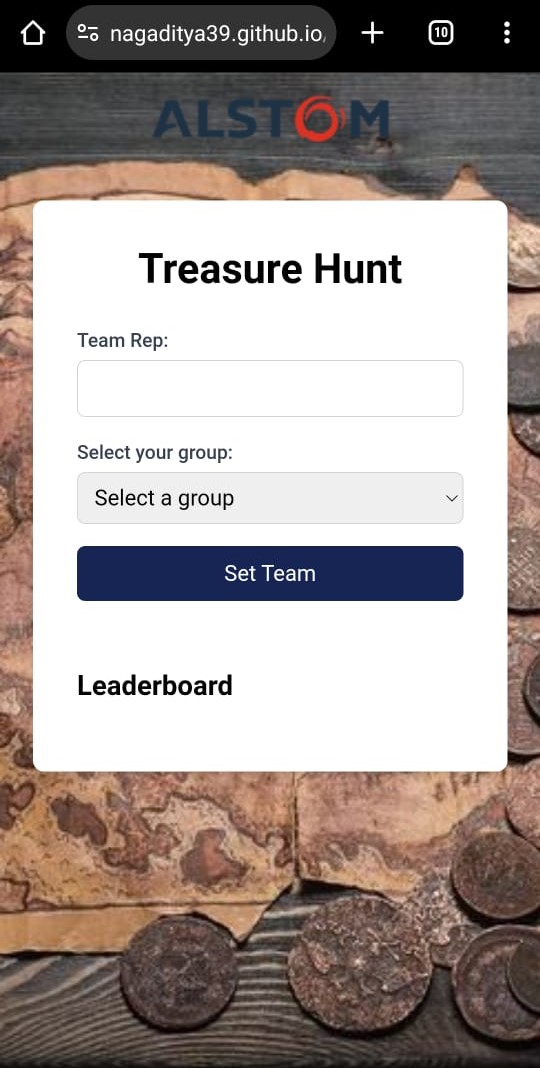 nagaditya39.github.io/
10
ALSTOM
Treasure Hunt
Team Rep:
Select your group:
Select a group
Set Team
Leaderboard